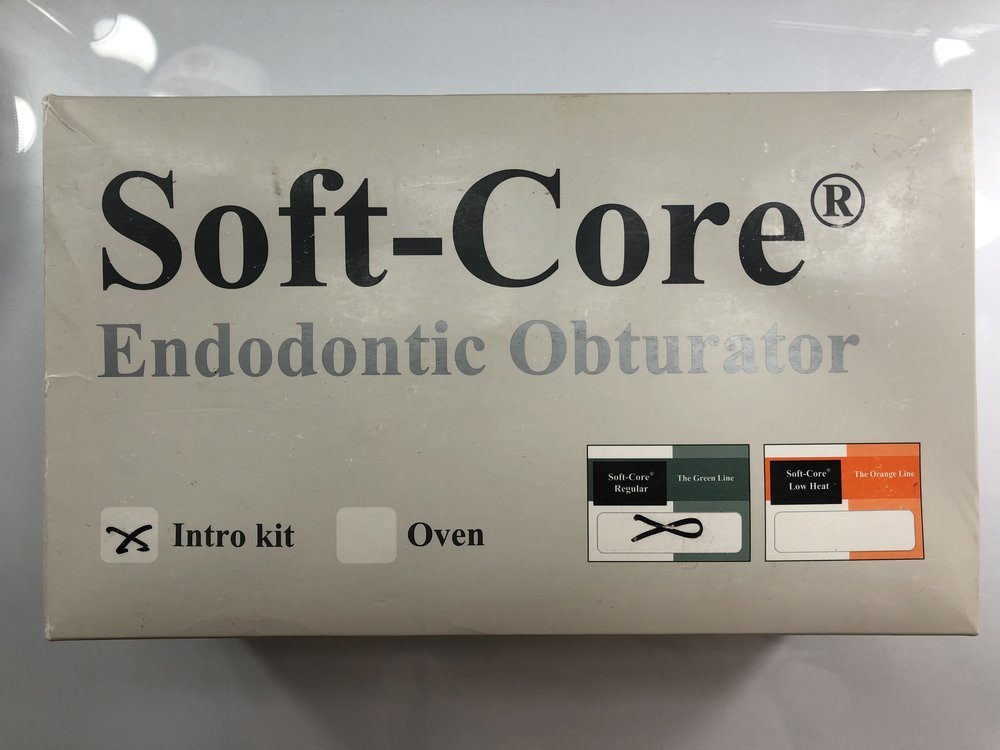 Soft-Core®
Endodontic Obturator
Soft-Core® Regular
The Green Line
Soft-Core® Low Heat
The Orange Line
Intro kit
Oven